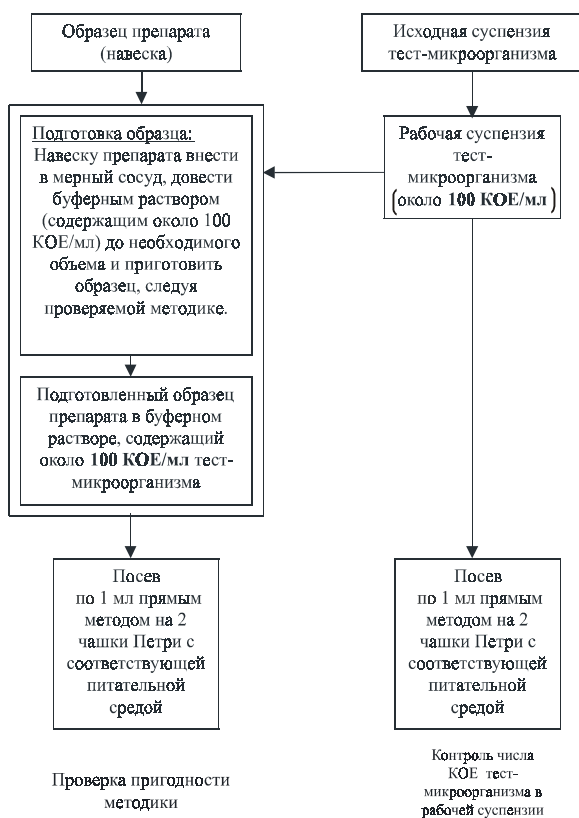 Образец препарата
(навеска)
Исходная суспензия
тест-микроорганизма
Подготовка образца:
Навеску препарата внести
в мерный сосуд, довести
буферным раствором
(содержащим около 100
КОЕ/мл) до необходимого
объема и приготовить
образец, следуя
проверяемой методике.
Рабочая суспензия
тест-
микроорганизма
(около 100 КОЕ/мл)
Подготовленный образец
препарата в буферном
растворе, содержащий
около 100 КОЕ/мл тест-
микроорганизма
Посев
по 1 мл прямым
методом на 2
чашки Петри с
соответствующей
питательной
средой
Посев
по 1 мл прямым
методом на 2
чашки Петри с
соответствующей
питательной
средой
Проверка пригодности
методики
Контроль числа
КОЕ тест-
микроорганизма в
рабочей суспензии